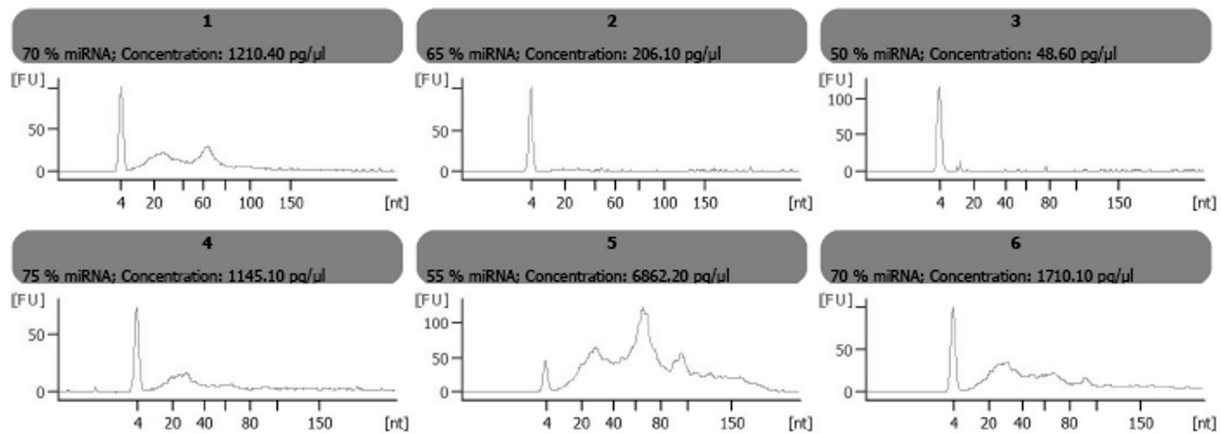 1
70 % miRNA; Concentration: 1210.40 pg/µl
[FU]
50
0
4 20 60 100 150 [nt]
2
65 % miRNA; Concentration: 206.10 pg/µl
[FU]
50
0
4 20 60 100 150 [nt]
3
50 % miRNA; Concentration: 48.60 pg/µl
[FU]
100
50
0
4 20 40 80 150 [nt]
4
75 % miRNA; Concentration: 1145.10 pg/µl
[FU]
50
0
4 20 40 80 150 [nt]
5
55 % miRNA; Concentration: 6862.20 pg/µl
[FU]
100
50
0
4 20 40 80 150 [nt]
6
70 % miRNA; Concentration: 1710.10 pg/µl
[FU]
50
0
4 20 40 80 150 [nt]